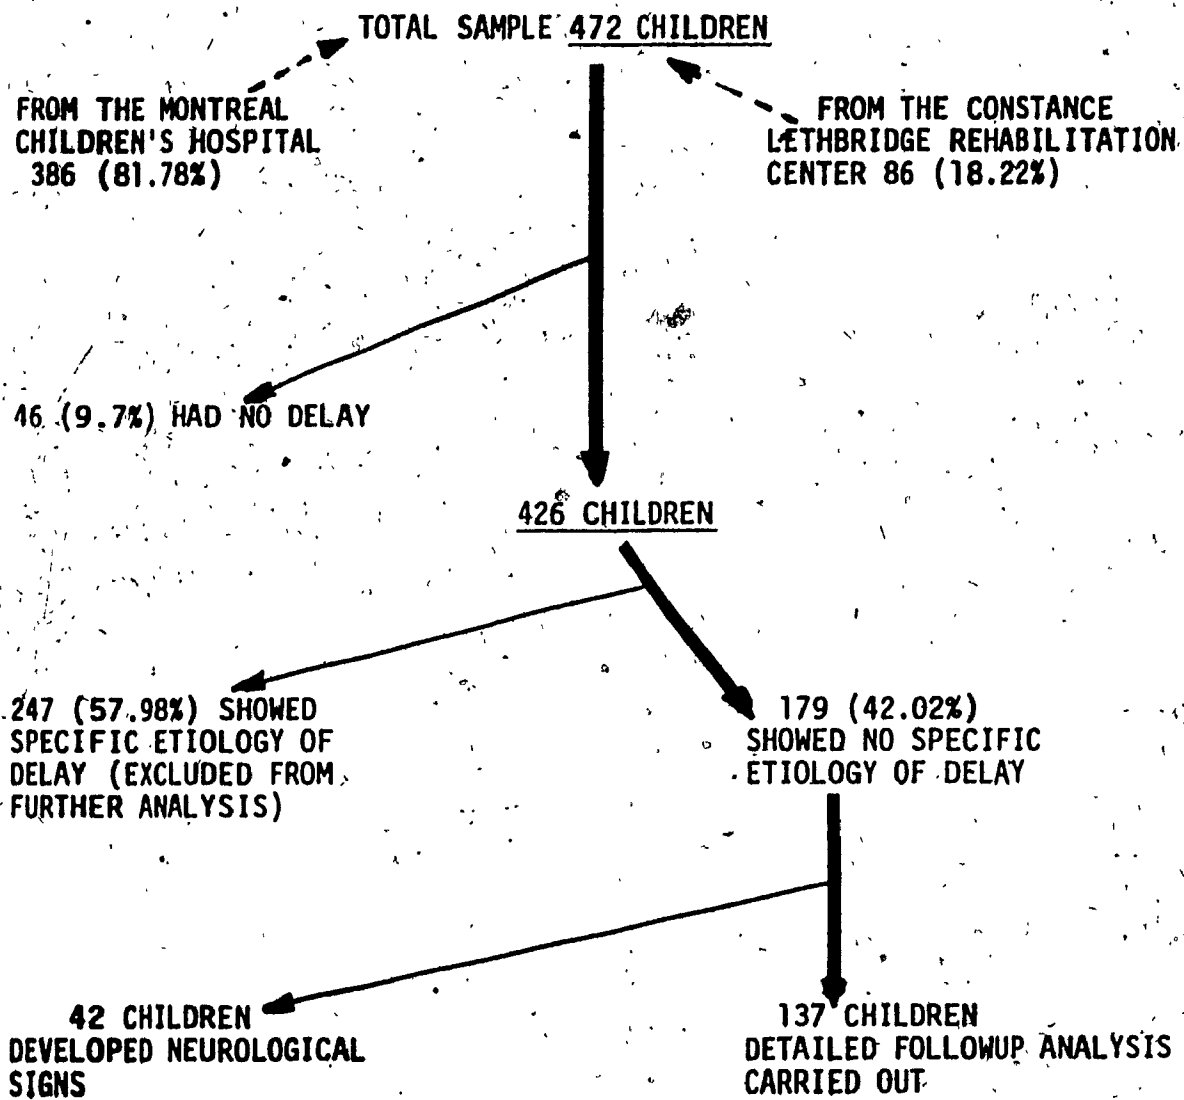 TOTAL SAMPLE 472 CHILDREN
FROM THE MONTREAL
CHILDREN'S HOSPITAL
386 (81.78%)
FROM THE CONSTANCE
LETHBRIDGE REHABILITATION
CENTER 86 (18.22%)
46 (9.7%) HAD NO DELAY
426 CHILDREN
247 (57.98%) SHOWED
SPECIFIC ETIOLOGY OF
DELAY (EXCLUDED FROM
FURTHER ANALYSIS)
179 (42.02%)
SHOWED NO SPECIFIC
ETIOLOGY OF DELAY
42 CHILDREN
DEVELOPED NEUROLOGICAL
SIGNS
137 CHILDREN
DETAILED FOLLOWUP ANALYSIS
CARRIED OUT